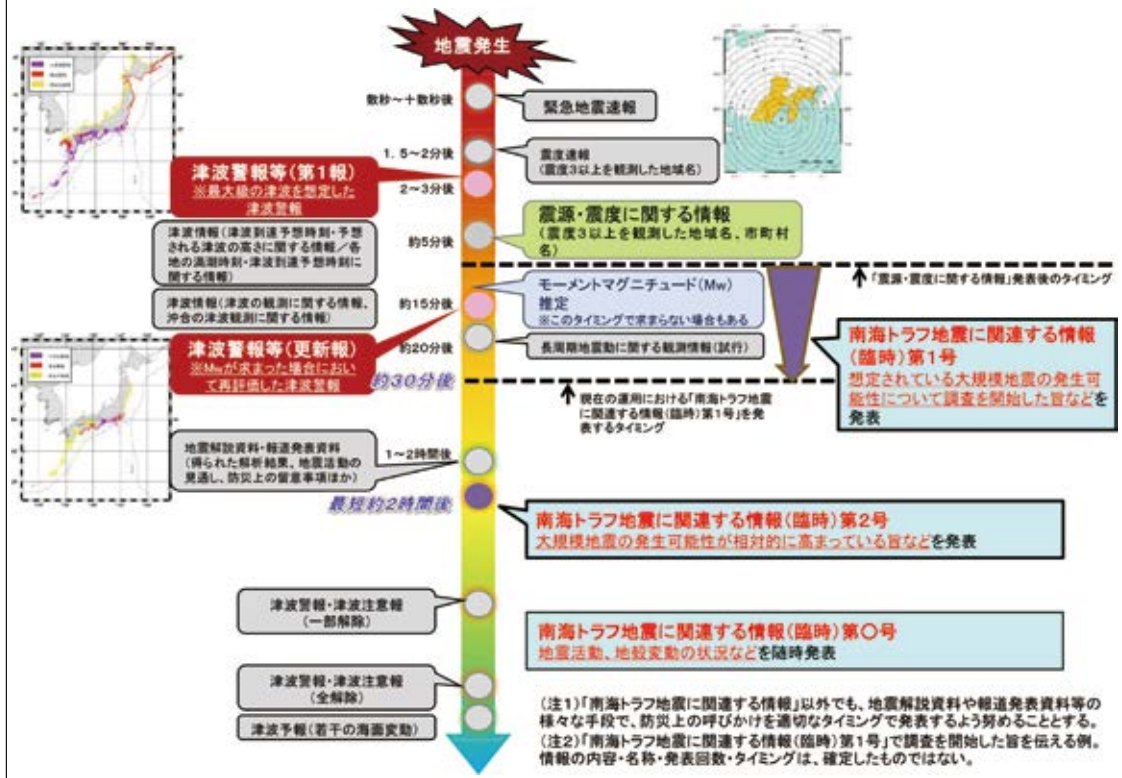 地震発生
数秒～十数秒後
緊急地震速報
1.5～2分後
震度速報
(震度3以上を観測した地域名)
津波警報等(第1報)
※最大級の津波を想定した
津波警報
2～3分後
震源・震度に関する情報
(震度3以上を観測した地域名、市町村
名)
津波情報(津波到達予想時刻・予想
される津波の高さに関する情報／各
地の満潮時刻・津波到達予想時刻に
関する情報)
約5分後
「震源・震度に関する情報」発表後のタイミング
モーメントマグニチュード(Mw)
推定
※このタイミングで求まらない場合もある
津波情報(津波の観測に関する情報、
沖合の津波観測に関する情報)
約15分後
南海トラフ地震に関連する情報
(臨時)第1号
想定されている大規模地震の発生可
能性について調査を開始した旨などを
発表
津波警報等(更新報)
※Mwが求まった場合におい
て再評価した津波警報
約20分後
長周期地震動に関する観測情報(試行)
約30分後
現在の運用における「南海トラフ地震
に関連する情報(臨時)第1号」を発
表するタイミング
地震解説資料・報道発表資料
(得られた解析結果、地震活動の
見通し、防災上の留意事項ほか)
1～2時間後
最短約2時間後
南海トラフ地震に関連する情報(臨時)第2号
大規模地震の発生可能性が相対的に高まっている旨などを発表
津波警報・津波注意報
(一部解除)
南海トラフ地震に関連する情報(臨時)第〇号
地震活動、地殻変動の状況などを随時発表
津波警報・津波注意報
(全解除)
津波予報(若干の海面変動)
(注1)「南海トラフ地震に関連する情報」以外でも、地震解説資料や報道発表資料等の
様々な手段で、防災上の呼びかけを適切なタイミングで発表するよう努めることとする。
(注2)「南海トラフ地震に関連する情報(臨時)第1号」で調査を開始した旨を伝える例。
情報の内容・名称・発表回数・タイミングは、確定したものではない。